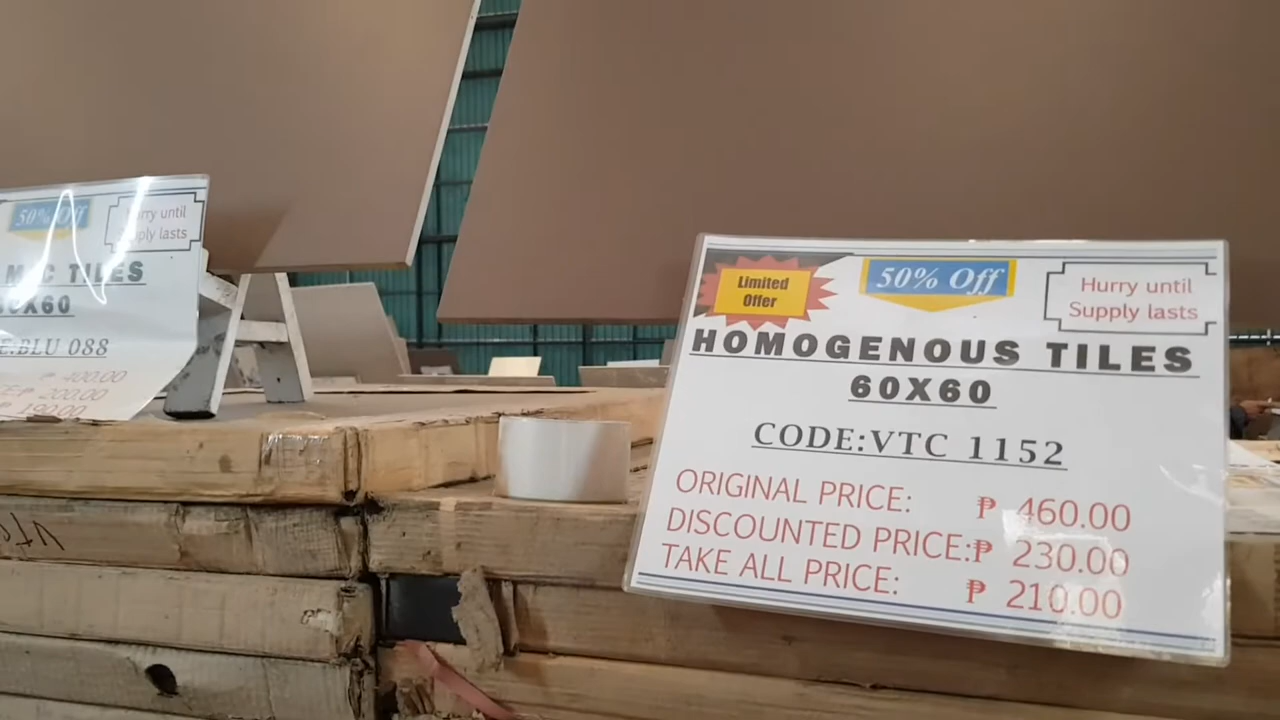 50% Off
Hurry until
Supply lasts
TILES
60X60
BLU 088
₱ 400.00
₱ 200.00
₱ 190.00
Limited
Offer
50% Off
Hurry until
Supply lasts
HOMOGENOUS TILES
60X60
CODE:VTC 1152
ORIGINAL PRICE: ₱ 460.00
DISCOUNTED PRICE:₱ 230.00
TAKE ALL PRICE: ₱ 210.00